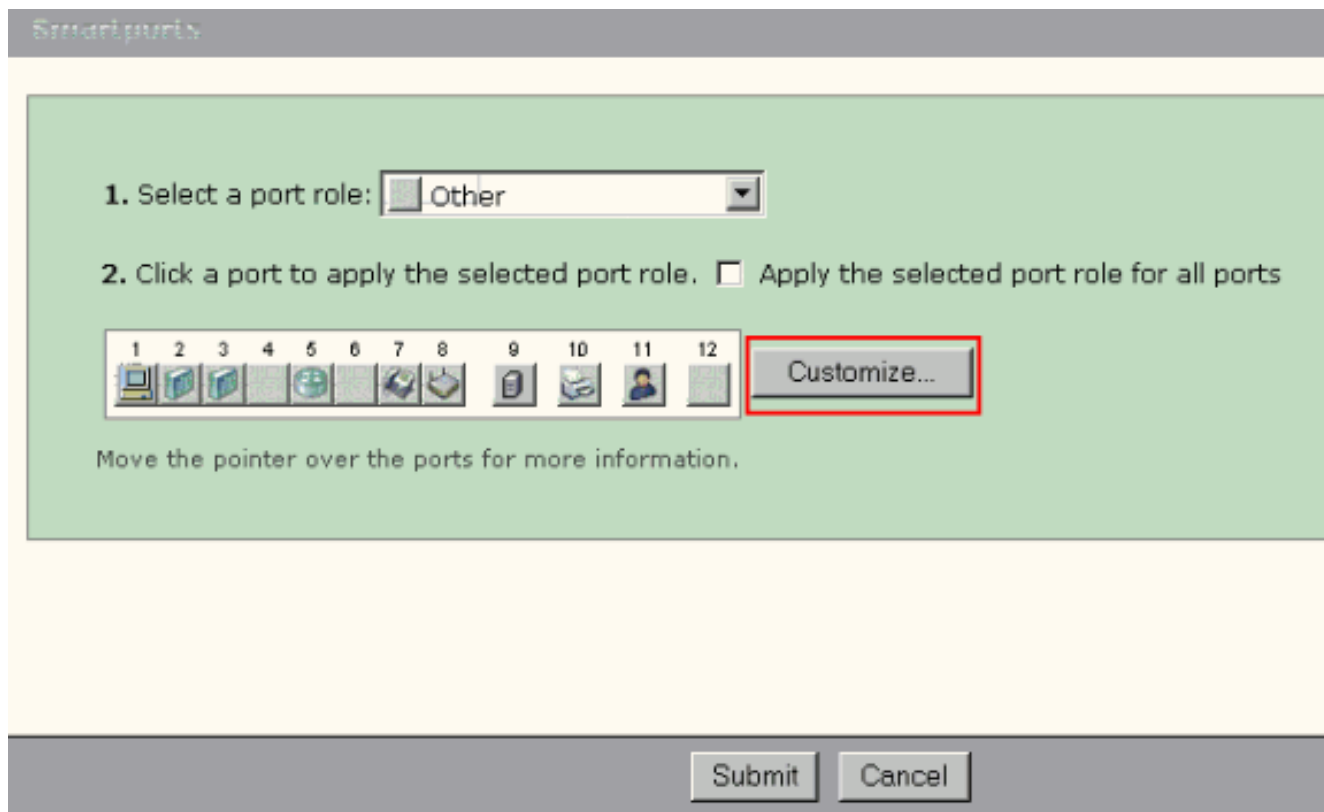 Smartports
1. Select a port role: Other
2. Click a port to apply the selected port role. Apply the selected port role for all ports
1 2 3 4 5 6 7 8 9 10 11 12
Customize...
Move the pointer over the ports for more information.
Submit Cancel